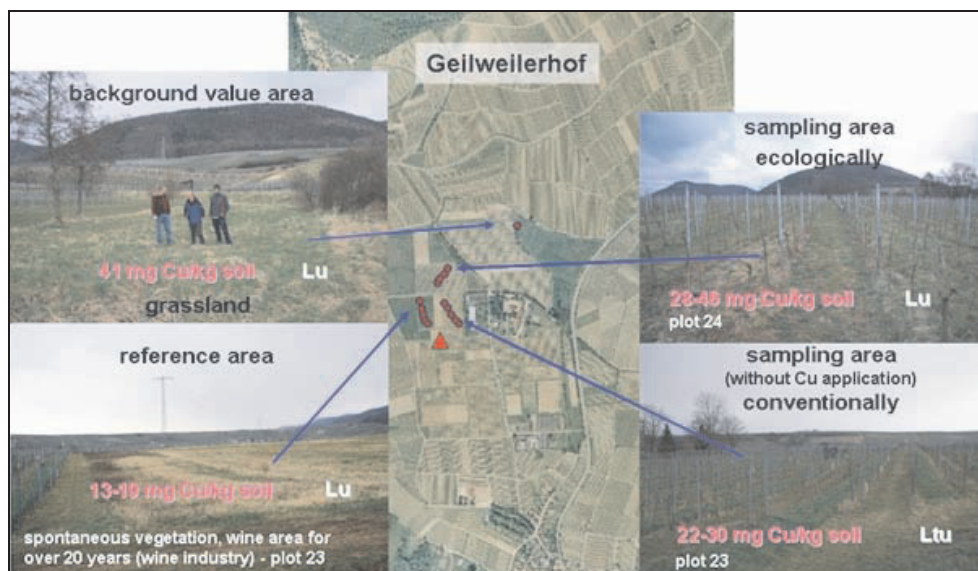 Geilweilerhof
background value area
41 mg Cu/kg soil Lu
grassland
reference area
13-19 mg Cu/kg soil Lu
spontaneous vegetation, wine area for
over 20 years (wine industry) - plot 23
sampling area
ecologically
28-46 mg Cu/kg soil Lu
plot 24
sampling area
(without Cu application)
conventionally
22-30 mg Cu/kg soil Ltu
plot 23